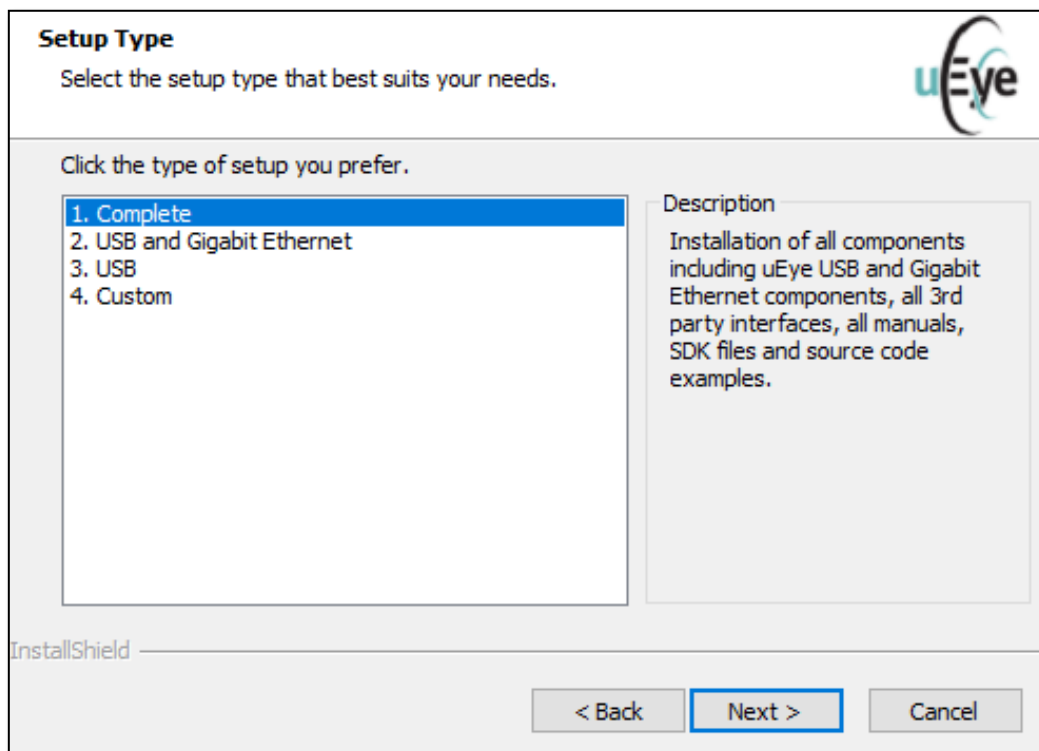 Setup Type
Select the setup type that best suits your needs.
uEye
Click the type of setup you prefer.
1. Complete
2. USB and Gigabit Ethernet
3. USB
4. Custom
Description
Installation of all components
including uEye USB and Gigabit
Ethernet components, all 3rd
party interfaces, all manuals,
SDK files and source code
examples.
InstallShield
< Back
Next >
Cancel